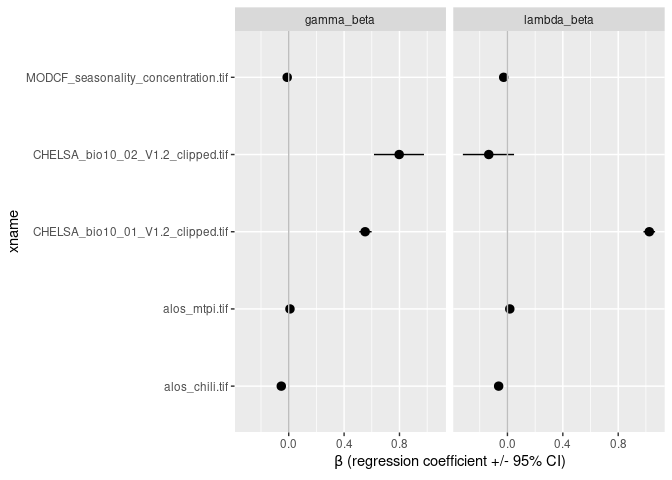 gamma_beta
lambda_beta
MODCF_seasonality_concentration.tif
CHELSA_bio10_02_V1.2_clipped.tif
CHELSA_bio10_01_V1.2_clipped.tif
alos_mtpi.tif
alos_chili.tif
xname
0.0 0.4 0.8
0.0 0.4 0.8
β (regression coefficient +/- 95% CI)